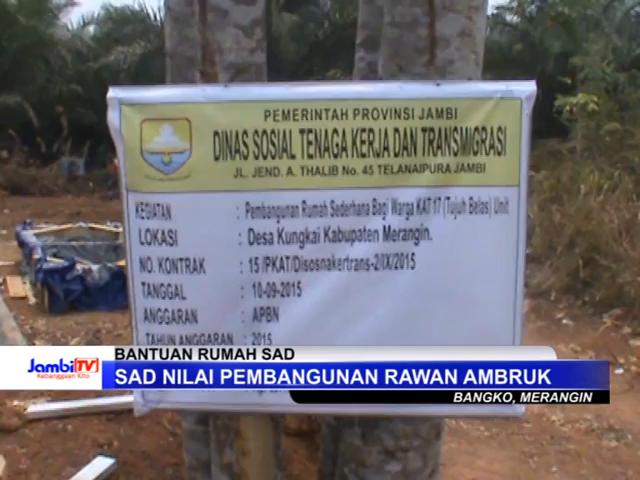 PEMERINTAH PROVINSI JAMBI
DINAS SOSIAL TENAGA KERJA DAN TRANSMIGRASI
JL. JEND. A. THALIB No. 45 TELANAIPURA JAMBI
KEGIATAN : Pembangunan Rumah Sederhana Bagi Warga KAT 17 (Tujuh Belas) Unit
LOKASI : Desa Kungkai Kabupaten Merangin.
NO. KONTRAK : 15 /PKAT/Disosnakertrans-2/IX/2015
TANGGAL : 10-09-2015
ANGGARAN : APBN
TAHUN ANGGARAN : 2015
BANTUAN RUMAH SAD
JambiTV
Kebanggaan Kito
SAD NILAI PEMBANGUNAN RAWAN AMBRUK
BANGKO, MERANGIN